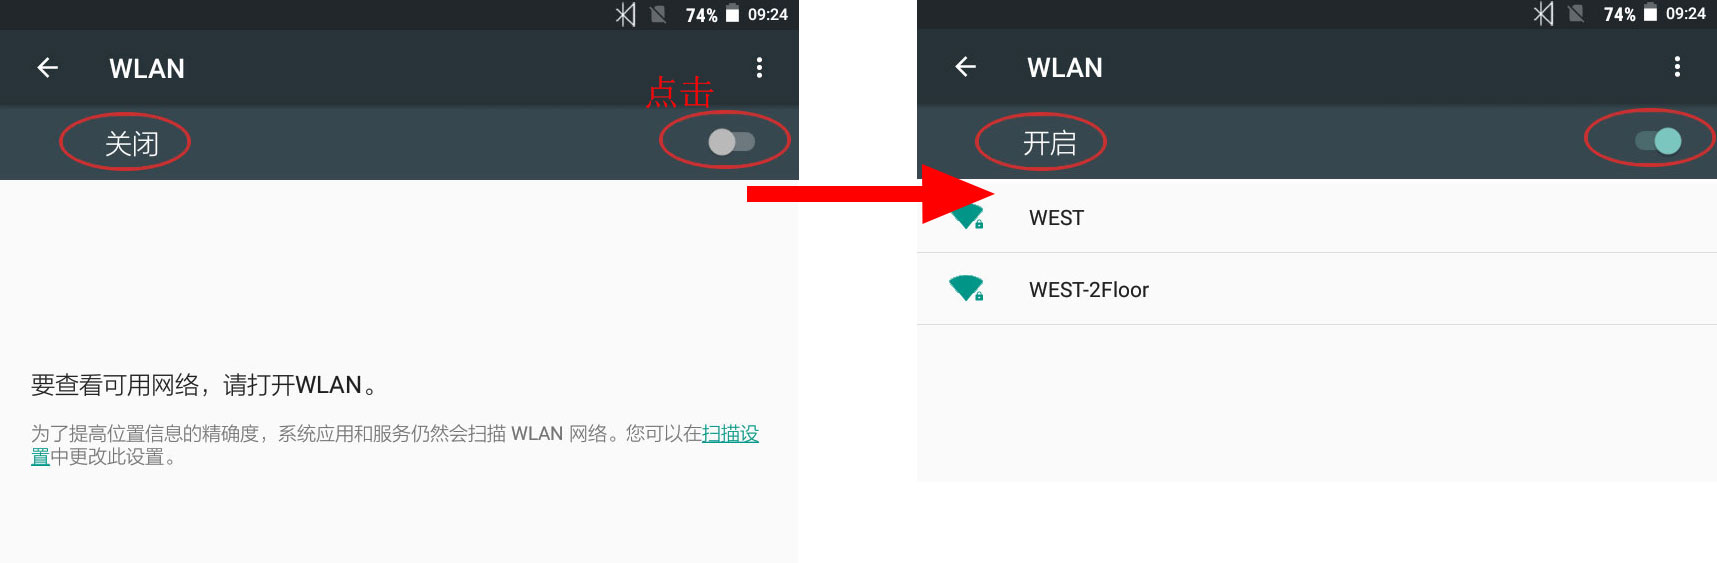 74% 09:24
WLAN
点击
关闭
要查看可用网络，请打开WLAN。
为了提高位置信息的精确度，系统应用和服务仍然会扫描 WLAN 网络。您可以在扫描设
置中更改此设置。
74% 09:24
WLAN
开启
WEST
WEST-2Floor